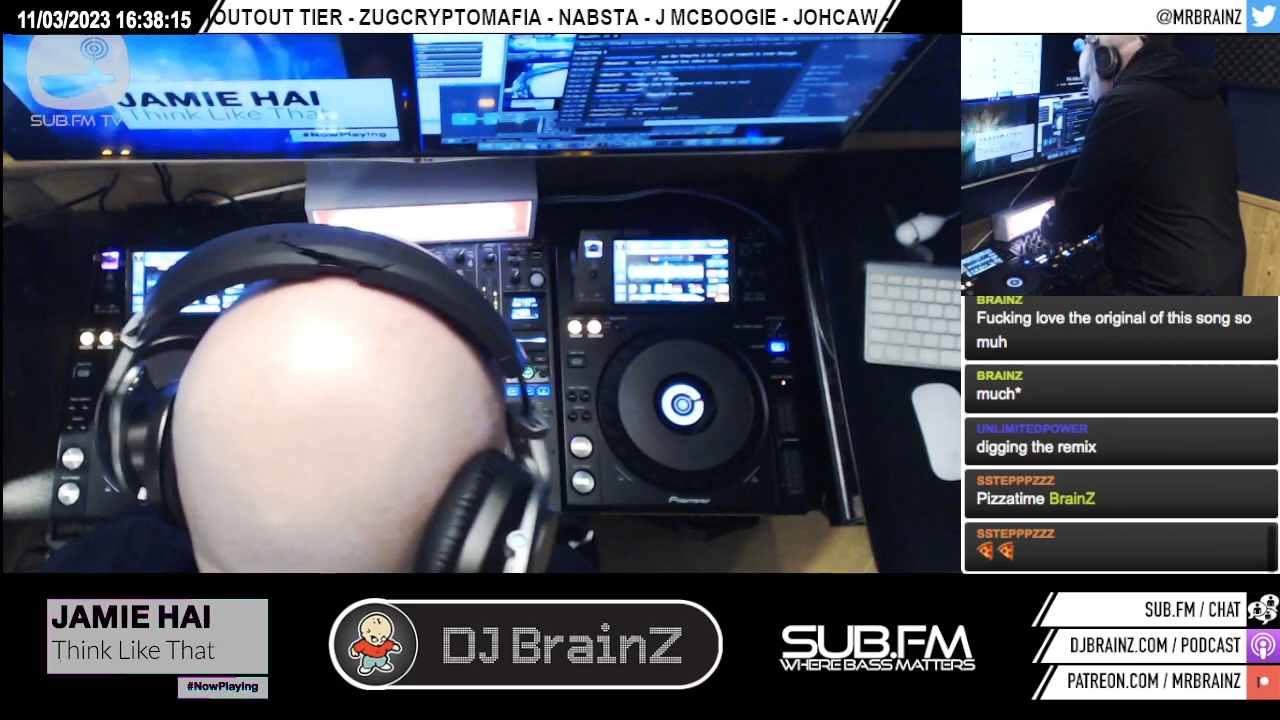 11/03/2023 16:38:15
OUTOUT TIER - ZUGCRYPTOMAFIA - NABSTA - J MCBOOGIE - JOHCAW -
@MRBRAINZ
SUB.FM TV
JAMIE HAI
Think Like That
#NowPlaying
Pioneer
BRAINZ
Fucking love the original of this song so
muh
BRAINZ
much*
UNLIMITEDPOWER
digging the remix
SSTEPPPZZZ
Pizzatime BrainZ
SSTEPPPZZZ
🍕🍕
JAMIE HAI
Think Like That
#NowPlaying
DJ BrainZ
SUB.FM
WHERE BASS MATTERS
SUB.FM / CHAT
DJBRAINZ.COM / PODCAST
PATREON.COM / MRBRAINZ